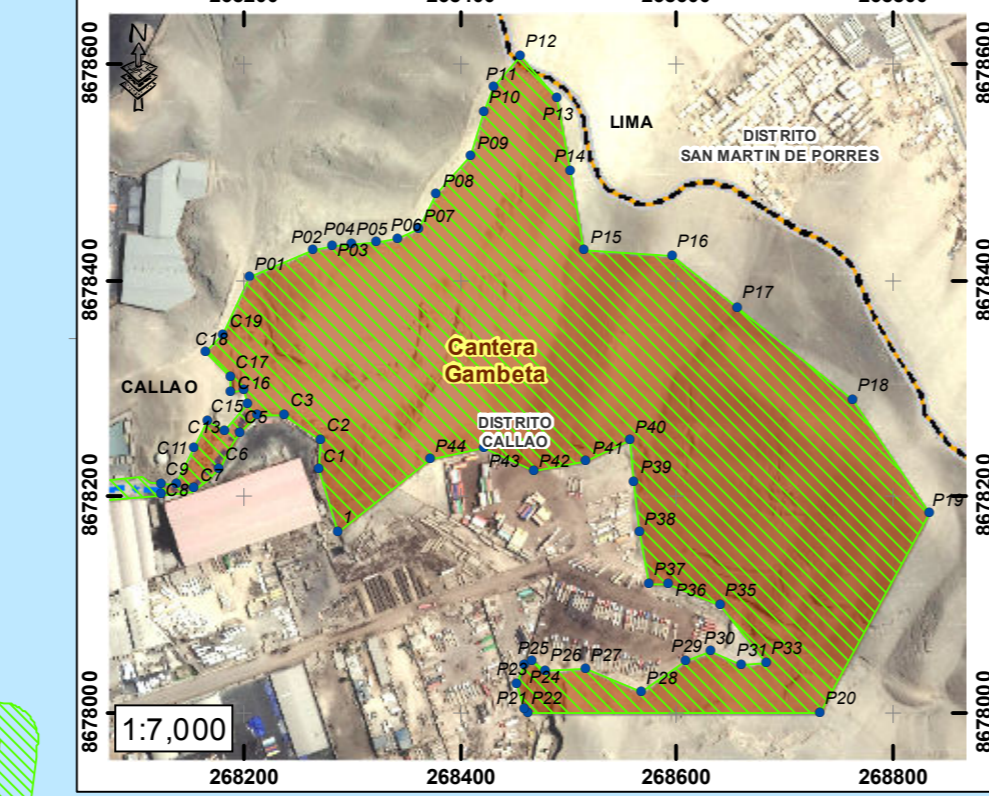 268200 268400 268600 268800
8678600
8678600
N
P12
P11
P10
P13
LIMA
DISTRITO
SAN MARTIN DE PORRES
P09
P14
P08
P07
P06
P05
P04
P03
P02
P15
P16
P01
8678400
8678400
P17
C19
C18
Cantera
Gambeta
C17
CALLAO
C16
P18
C15
C3
C5
DISTRITO
CALLAO
C13
C2
P40
C11
P44
P43
P41
C6
C1
P42
P39
C9
C7
C8
8678200
8678200
P19
1
P38
P37
P36
P35
P30
P25
P29
P31
P33
P23
P26
P27
P24
P28
P21
P22
P20
8678000
8678000
1:7,000
268200 268400 268600 268800